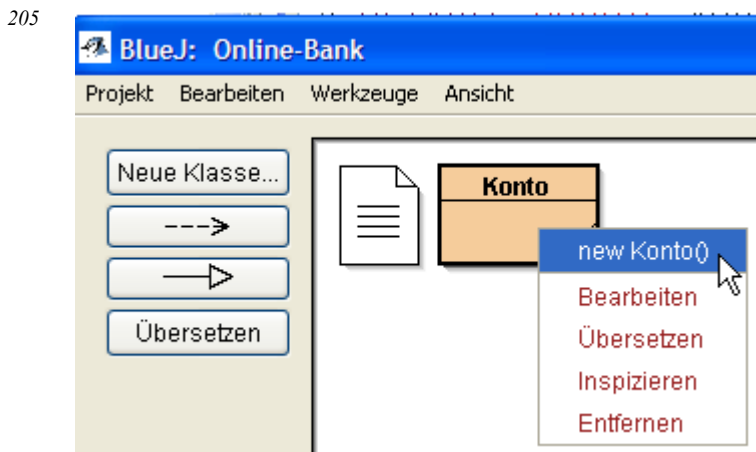 205
BlueJ: Online-Bank
Projekt Bearbeiten Werkzeuge Ansicht
Neue Klasse...
Übersetzen
Konto
new Konto()
Bearbeiten
Übersetzen
Inspizieren
Entfernen